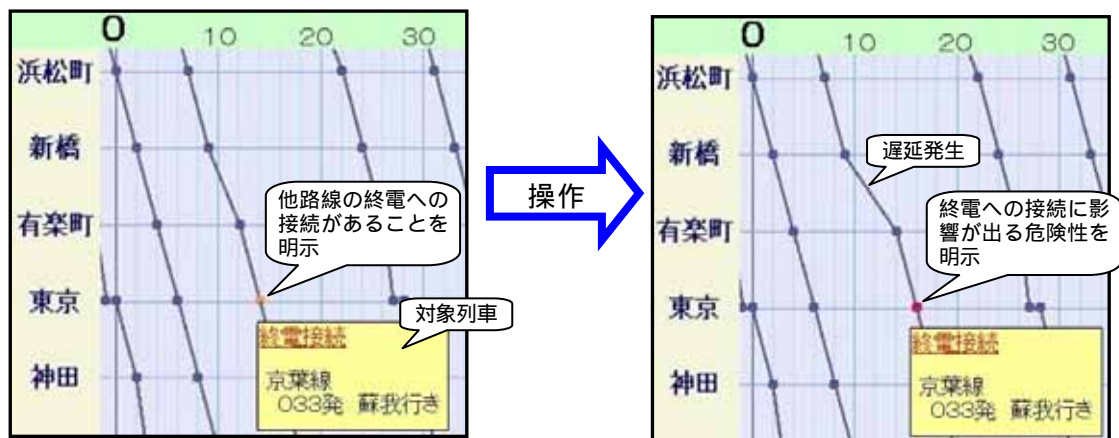 0
10 20 30
浜松町
新橋
有楽町
東京
神田
他路線の終電への
接続があることを
明示
対象列車
終電接続
京葉線
033発 蘇我行き
操作
0
10 20 30
浜松町
新橋
有楽町
東京
神田
遅延発生
終電への接続に影
響が出る危険性を
明示
終電接続
京葉線
033発 蘇我行き